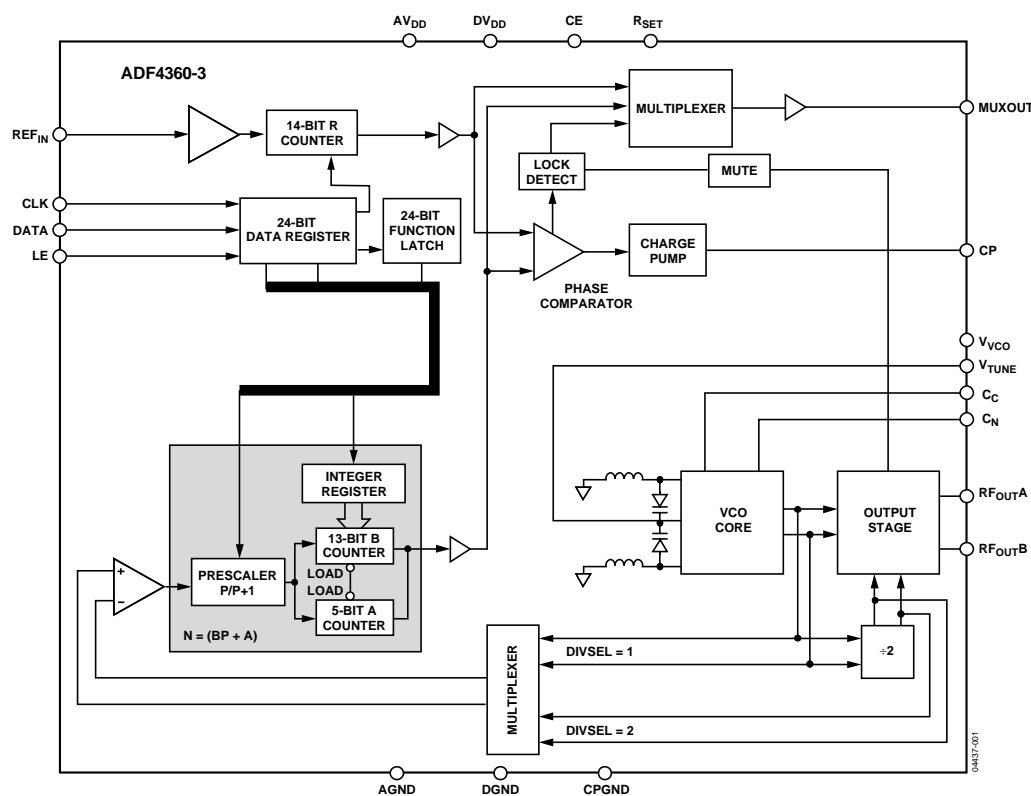 AVDD DVDD CE RSET
ADF4360-3
MULTIPLEXER
MUXOUT
REFIN
14-BIT R
COUNTER
LOCK
DETECT
MUTE
CLK
DATA
LE
24-BIT
DATA REGISTER
24-BIT
FUNCTION
LATCH
CHARGE
PUMP
CP
PHASE
COMPARATOR
VVCO
VTUNE
CC
CN
INTEGER
REGISTER
13-BIT B
COUNTER
LOAD
LOAD
5-BIT A
COUNTER
PRESCALER
P/P+1
+
−
N = (BP + A)
VCO
CORE
OUTPUT
STAGE
RFOUTA
RFOUTB
MULTIPLEXER
DIVSEL = 1
DIVSEL = 2
÷2
04437-001
AGND DGND CPGND